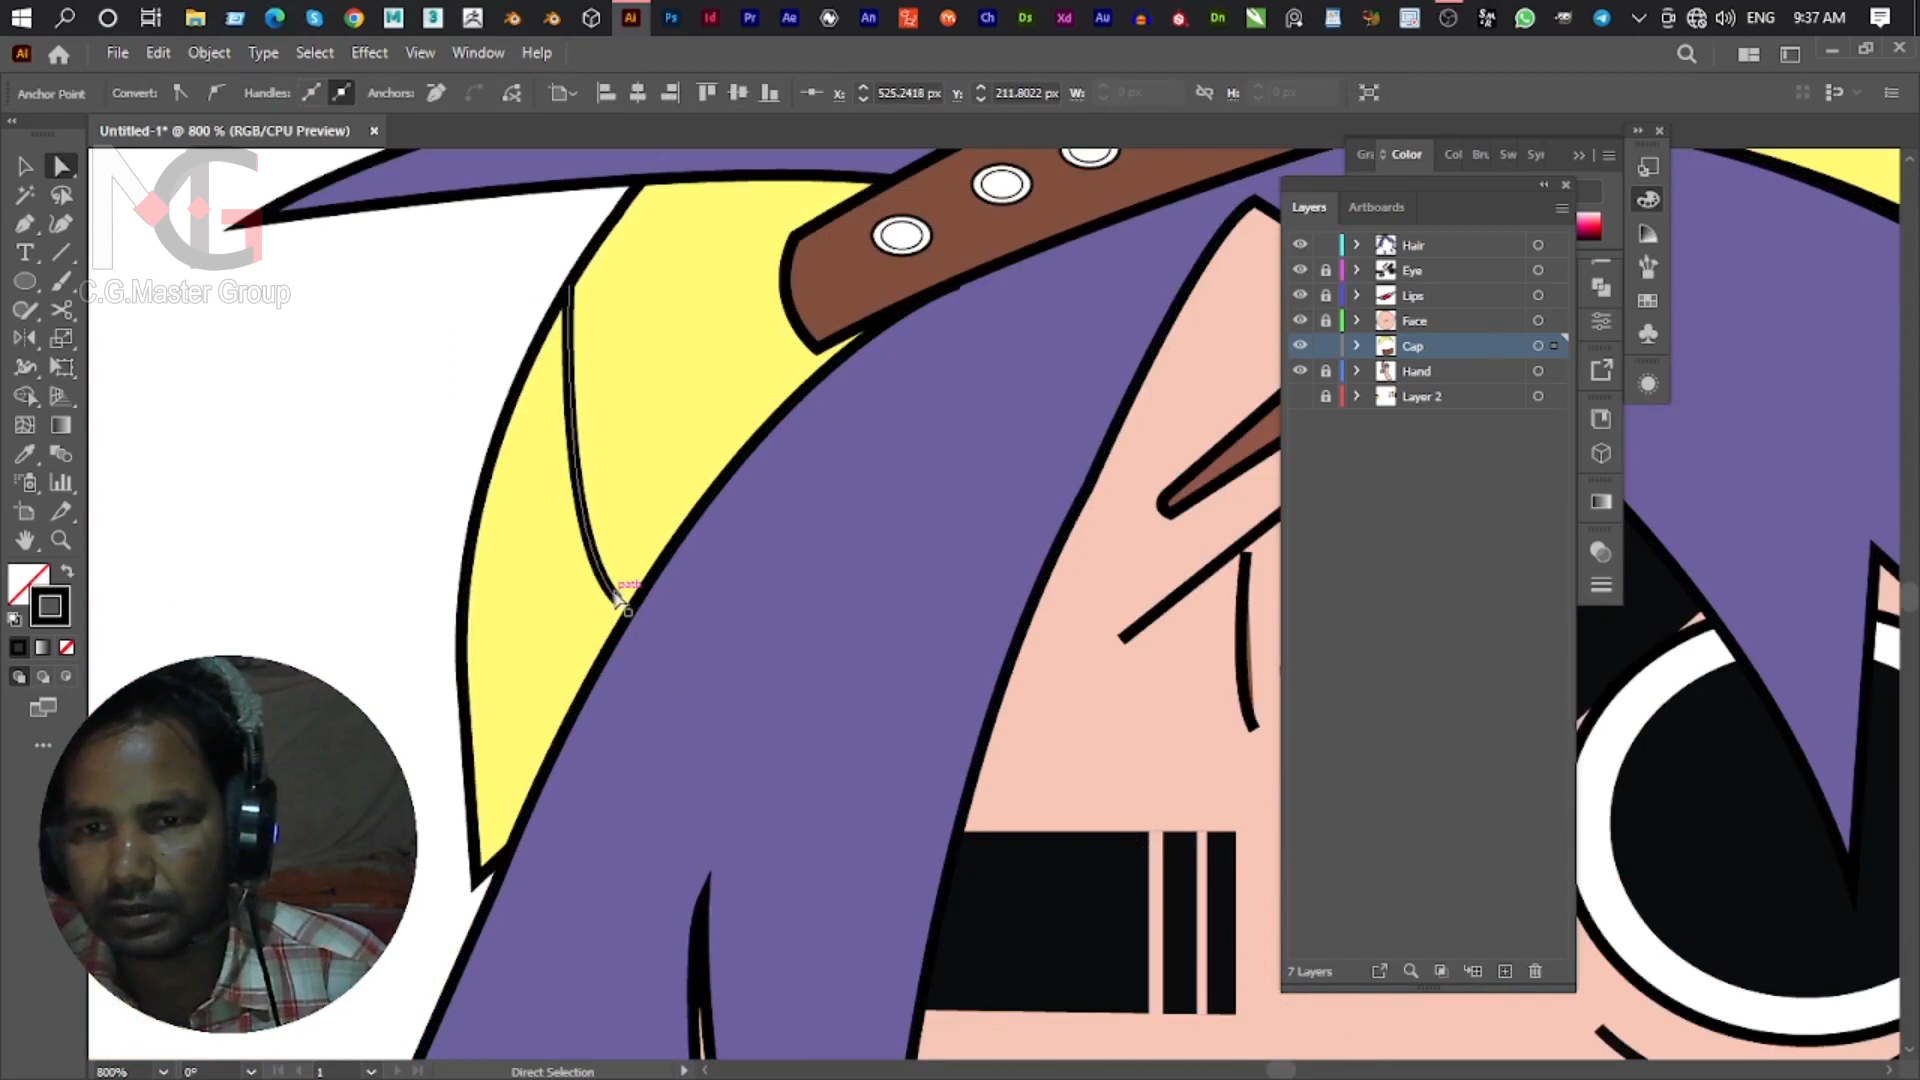 ENG
9:37 AM
File Edit Object Select Effect View Window Help
Anchor Point Convert: Handles: Anchors: X: 525.2418 px Y: 211.8022 px W: 0 px H: 0 px
Untitled-1* @ 800 % (RGB/CPU Preview)
Gra Color Col Bru Sw Syr
Layers Artboards
Hair
Eye
Lips
Face
Cap
Hand
Layer 2
MG
C.G.Master Group
path
7 Layers
800% 0° 1 Direct Selection